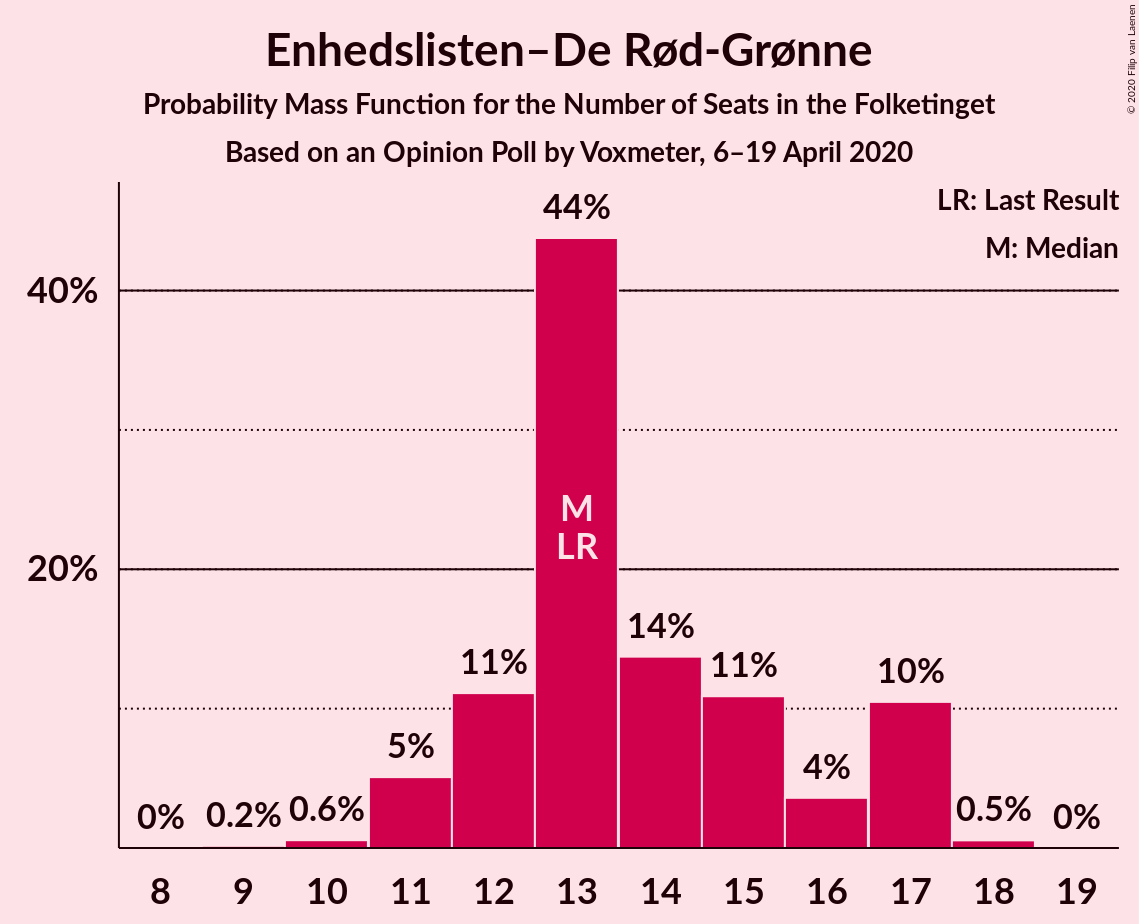 Enhedslisten–De Rød-Grønne
Probability Mass Function for the Number of Seats in the Folketinget
Based on an Opinion Poll by Voxmeter, 6–19 April 2020
© 2020 Filip van Laenen
LR: Last Result
M: Median
40%
20%
0%
0.2%
0.6%
5%
11%
44%
M
LR
14%
11%
4%
10%
0.5%
0%
8 9 10 11 12 13 14 15 16 17 18 19